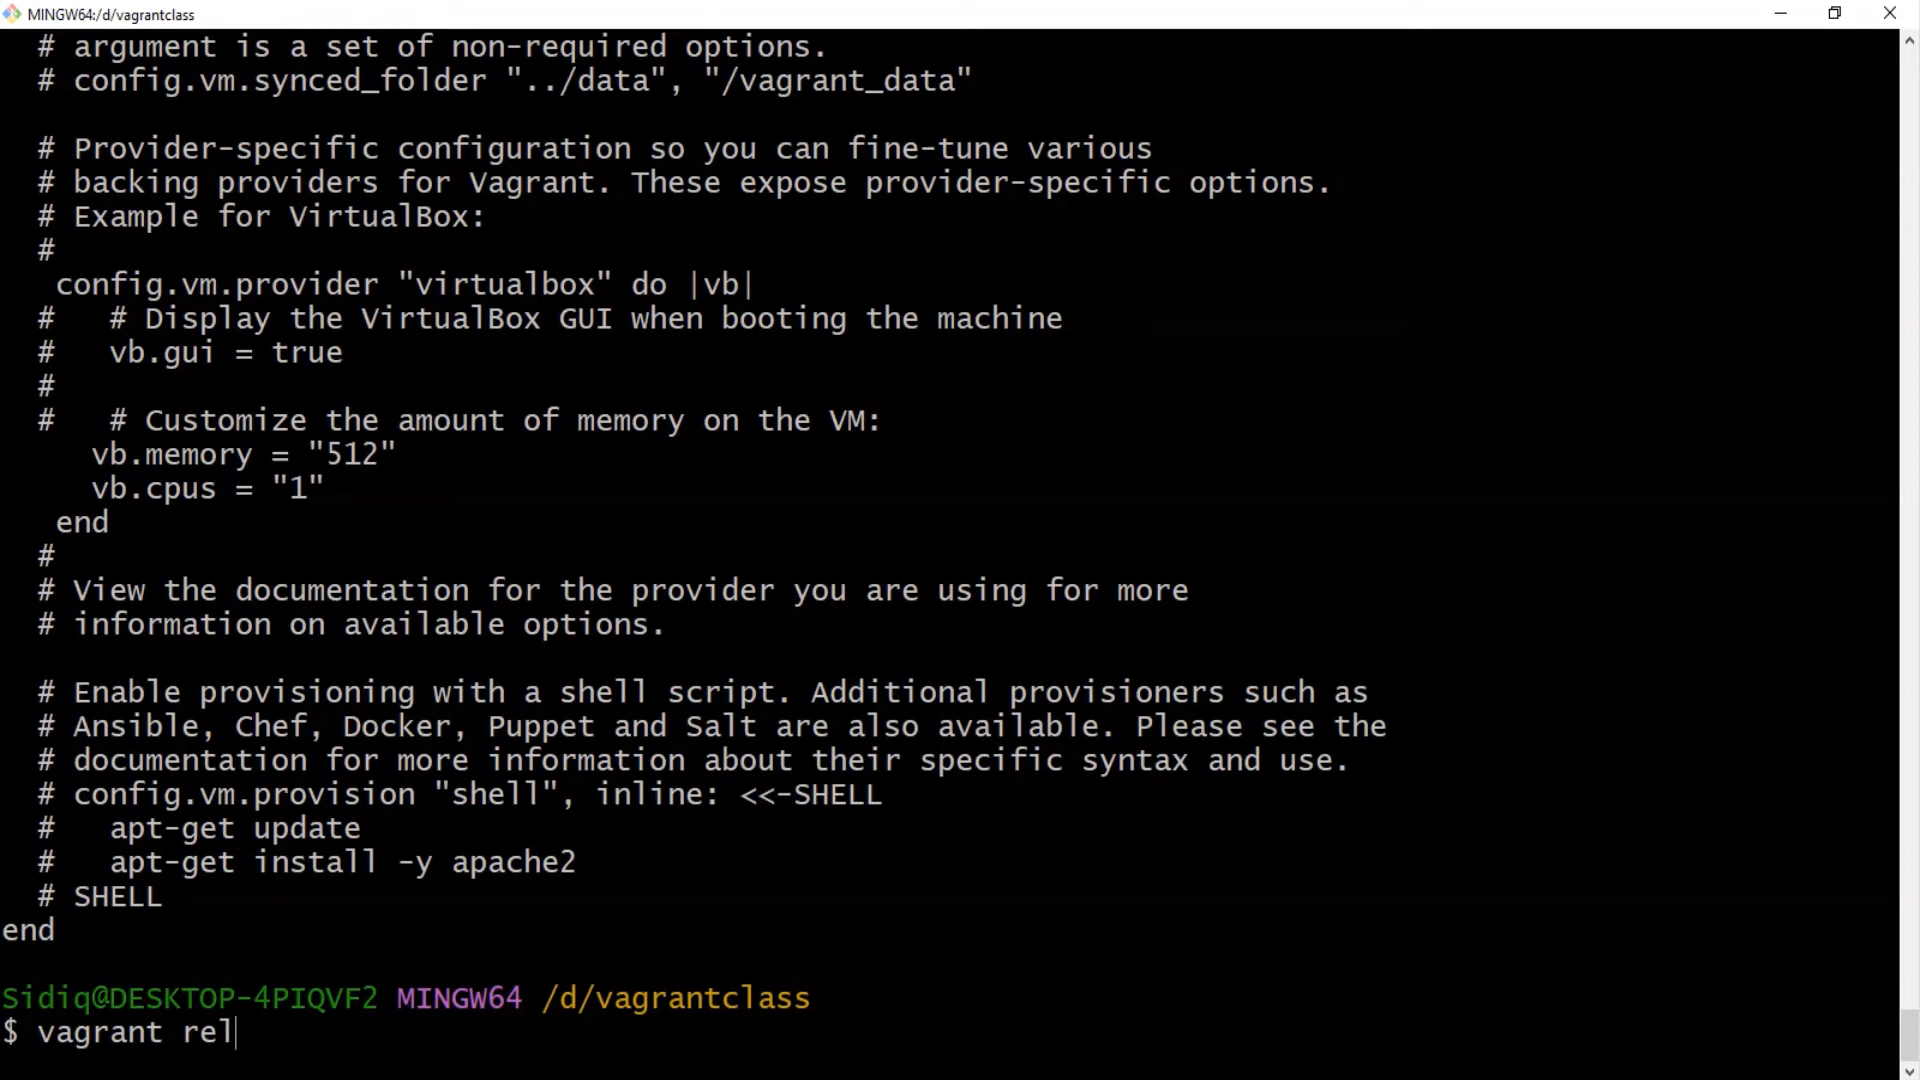 MINGW64:/d/vagrantclass
# argument is a set of non-required options.
# config.vm.synced_folder "../data", "/vagrant_data"
# Provider-specific configuration so you can fine-tune various
# backing providers for Vagrant. These expose provider-specific options.
# Example for VirtualBox:
#
config.vm.provider "virtualbox" do |vb|
#   # Display the VirtualBox GUI when booting the machine
#   vb.gui = true
#
#   # Customize the amount of memory on the VM:
vb.memory = "512"
vb.cpus = "1"
end
#
# View the documentation for the provider you are using for more
# information on available options.
# Enable provisioning with a shell script. Additional provisioners such as
# Ansible, Chef, Docker, Puppet and Salt are also available. Please see the
# documentation for more information about their specific syntax and use.
# config.vm.provision "shell", inline: <<-SHELL
#   apt-get update
#   apt-get install -y apache2
# SHELL
end
Sidiq@DESKTOP-4PIQVF2 MINGW64 /d/vagrantclass
$ vagrant rel